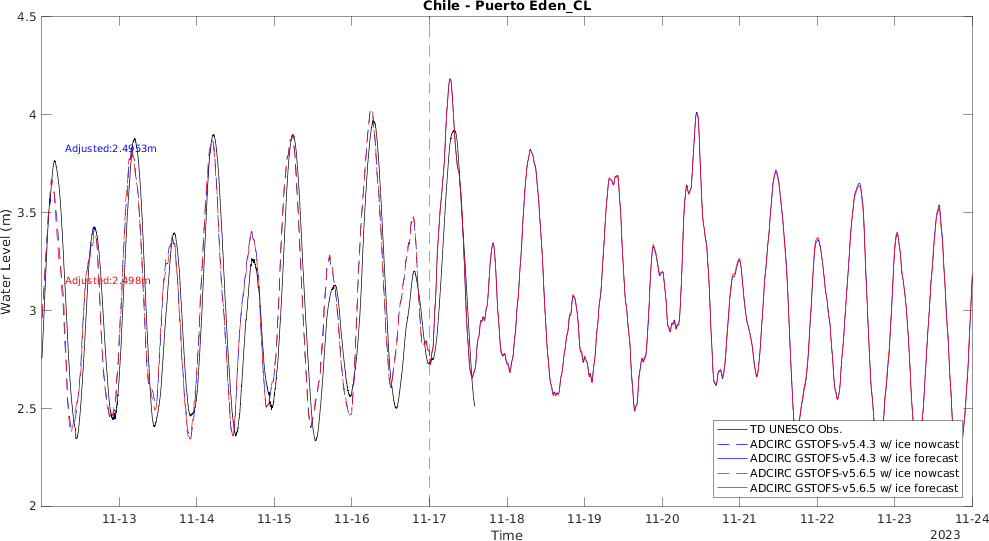 Chile - Puerto Eden_CL
4.5
4
3.5
3
2.5
2
Water Level (m)
Adjusted:2.4953m
Adjusted:2.498m
TD UNESCO Obs.
ADCIRC GSTOFS-v5.4.3 w/ ice nowcast
ADCIRC GSTOFS-v5.4.3 w/ ice forecast
ADCIRC GSTOFS-v5.6.5 w/ ice nowcast
ADCIRC GSTOFS-v5.6.5 w/ ice forecast
11-13 11-14 11-15 11-16 11-17 11-18 11-19 11-20 11-21 11-22 11-23 11-24
Time
2023